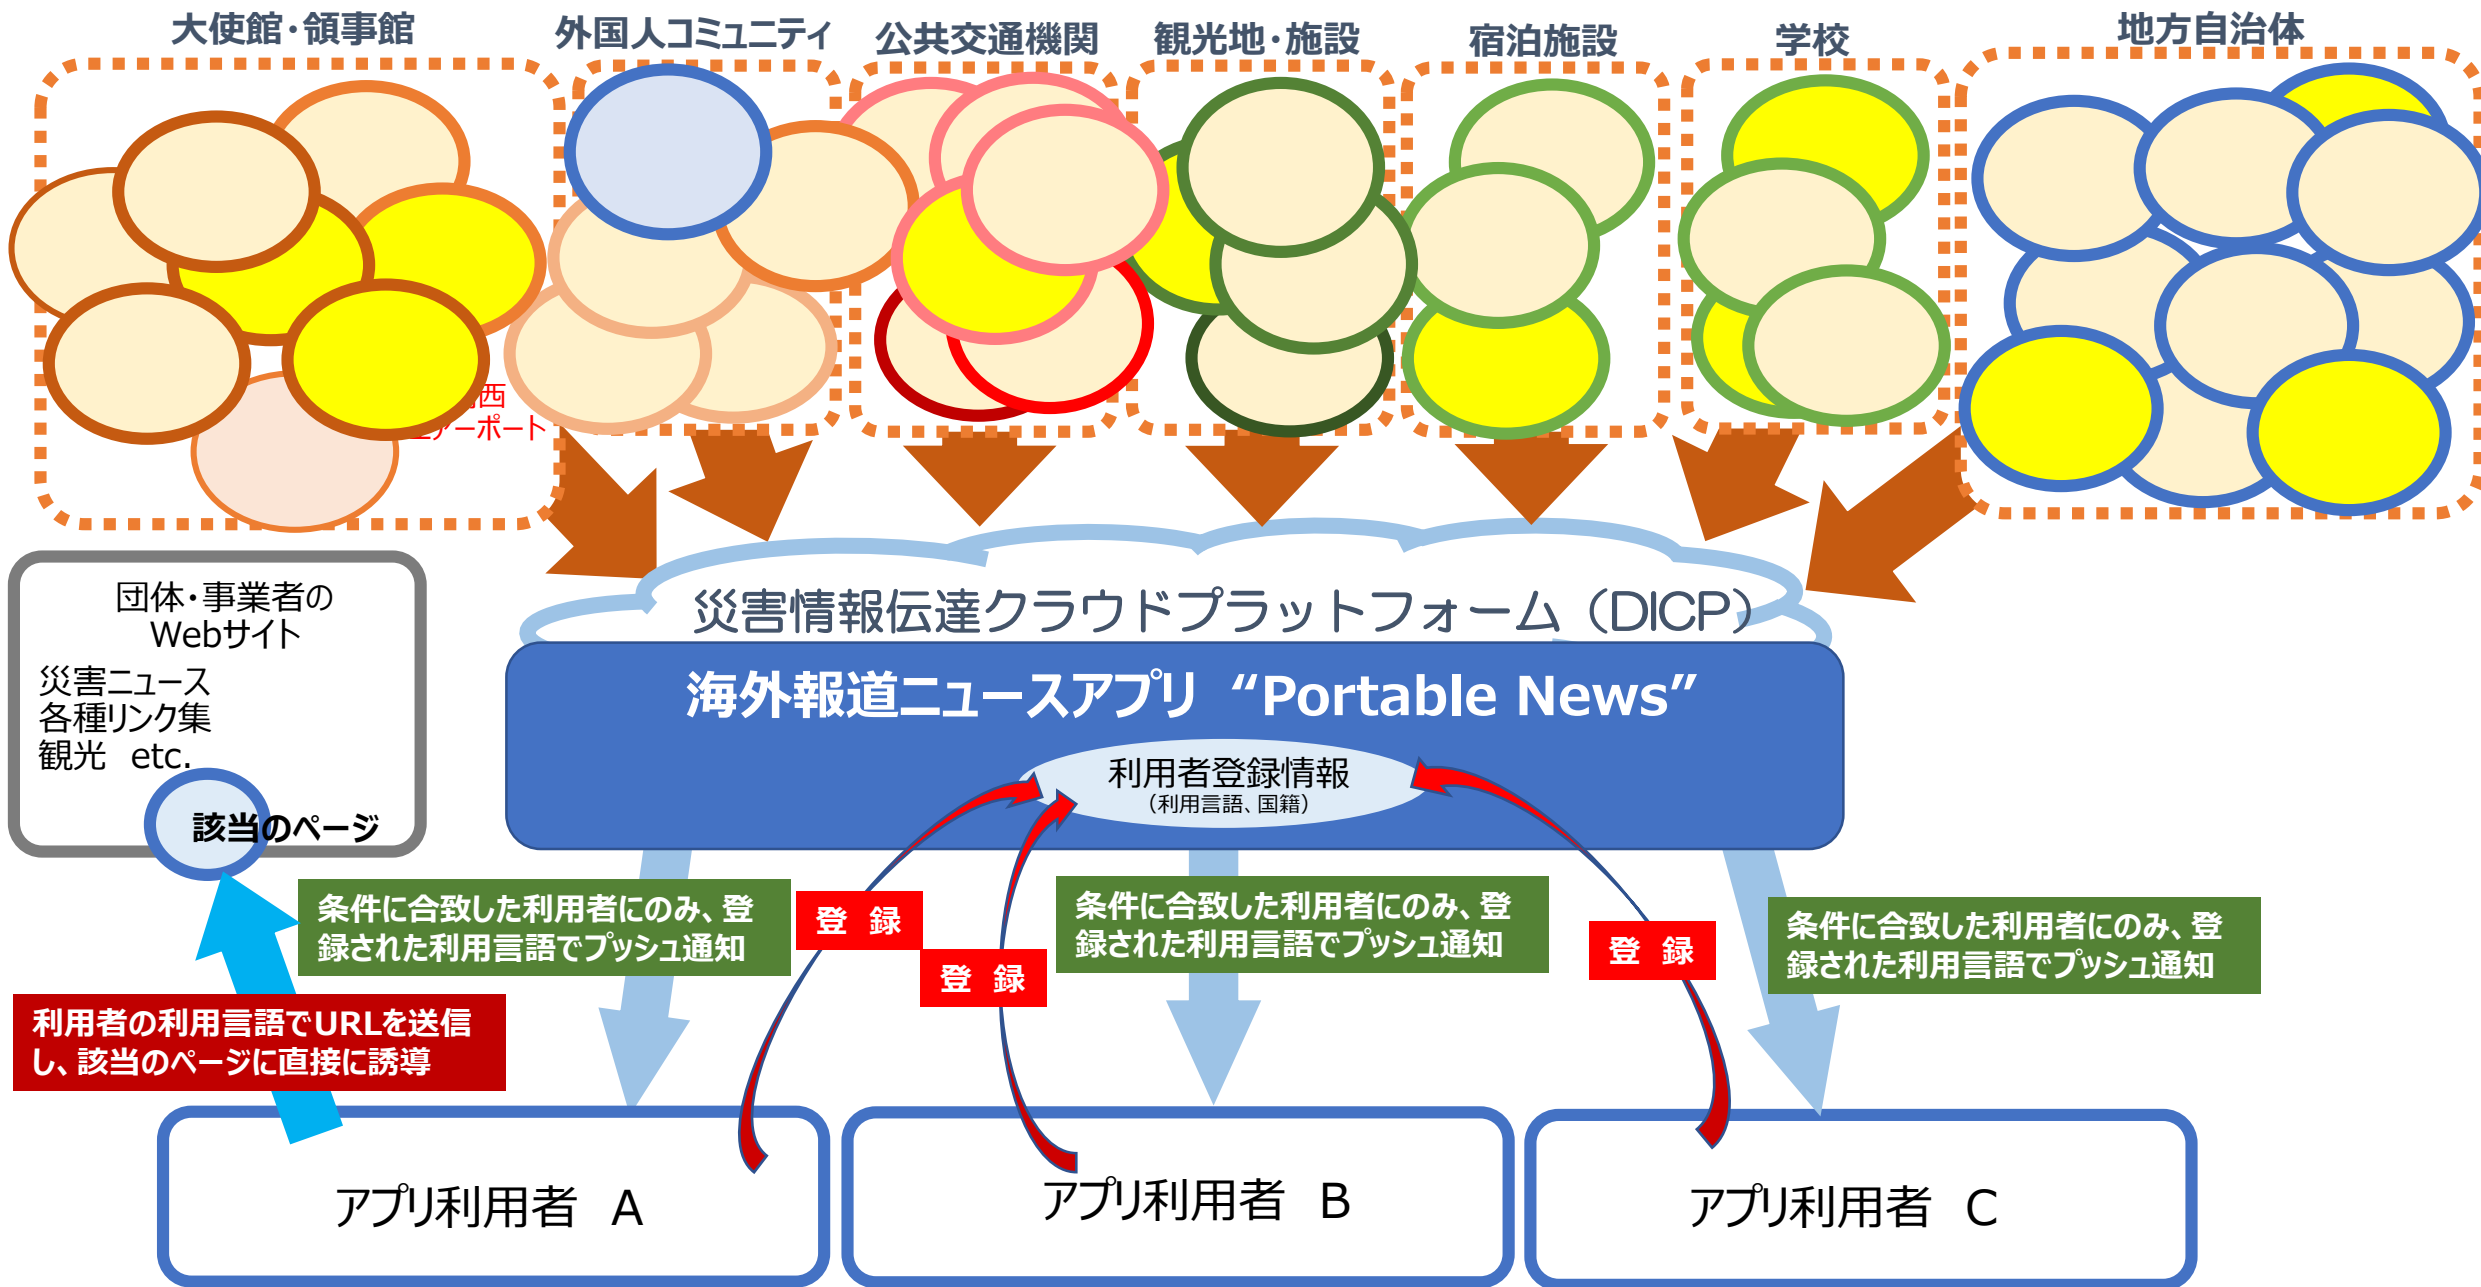 大使館・領事館
外国人コミュニティ
公共交通機関
観光地・施設
宿泊施設
学校
地方自治体
西
アーポート
団体・事業者の
Webサイト
災害ニュース
各種リンク集
観光　etc.
該当のページ
災害情報伝達クラウドプラットフォーム（DICP）
海外報道ニュースアプリ　“Portable News”
利用者登録情報
（利用言語、国籍）
条件に合致した利用者にのみ、登
録された利用言語でプッシュ通知
登　録
登　録
条件に合致した利用者にのみ、登
録された利用言語でプッシュ通知
登　録
条件に合致した利用者にのみ、登
録された利用言語でプッシュ通知
利用者の利用言語でURLを送信
し、該当のページに直接に誘導
アプリ利用者　A
アプリ利用者　B
アプリ利用者　C